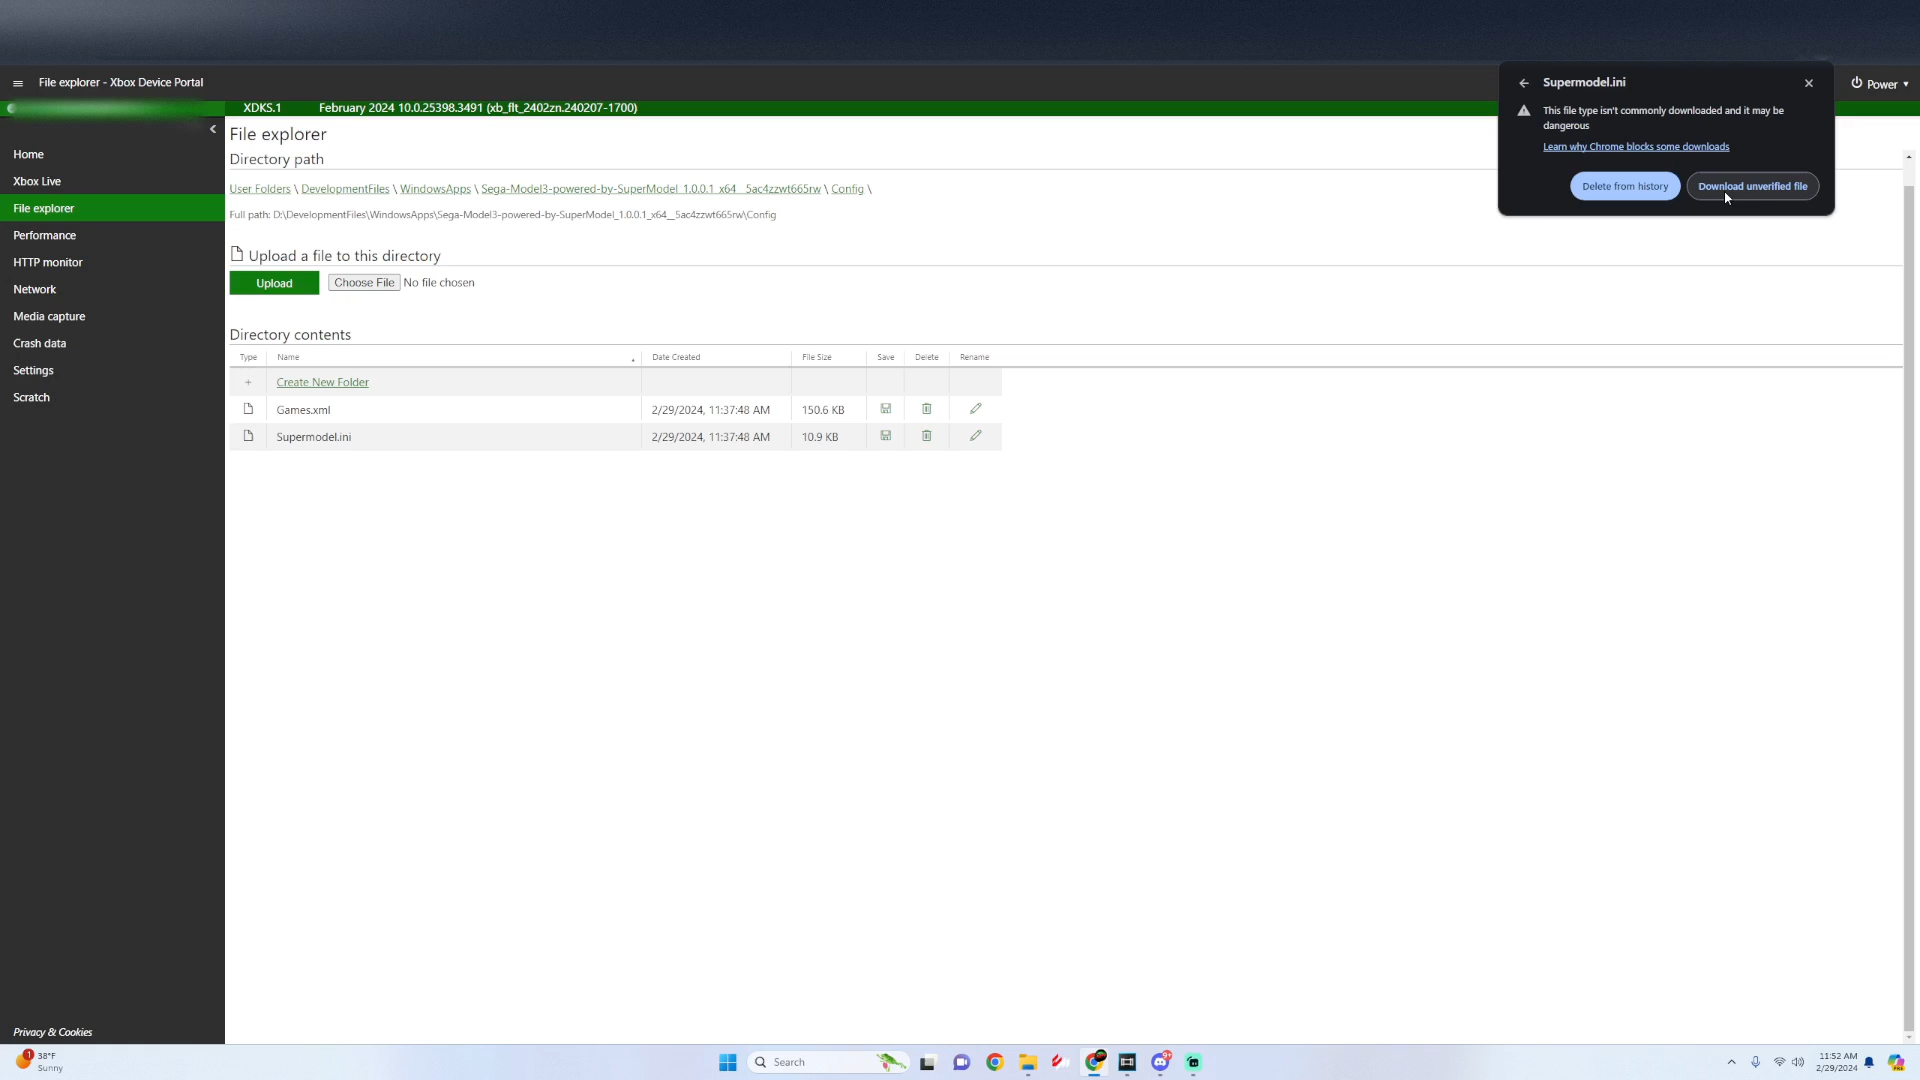 File explorer - Xbox Device Portal
Power
XDKS.1 February 2024 10.0.25398.3491 (xb_flt_2402zn.240207-1700)
Supermodel.ini
This file type isn't commonly downloaded and it may be
dangerous
Learn why Chrome blocks some downloads
Delete from history
Download unverified file
Home
Xbox Live
File explorer
Performance
HTTP monitor
Network
Media capture
Crash data
Settings
Scratch
Privacy & Cookies
File explorer
Directory path
User Folders \ DevelopmentFiles \ WindowsApps \ Sega-Model3-powered-by-SuperModel_1.0.0.1_x64__5ac4zzwt665rw \ Config \
Full path: D:\DevelopmentFiles\WindowsApps\Sega-Model3-powered-by-SuperModel_1.0.0.1_x64__5ac4zzwt665rw\Config
Upload a file to this directory
Upload Choose File No file chosen
Directory contents
Type Name Date Created File Size Save Delete Rename
+ Create New Folder
Games.xml 2/29/2024, 11:37:48 AM 150.6 KB
Supermodel.ini 2/29/2024, 11:37:48 AM 10.9 KB
1
38°F
Sunny
Search
9+
11:52 AM
2/29/2024
PRE